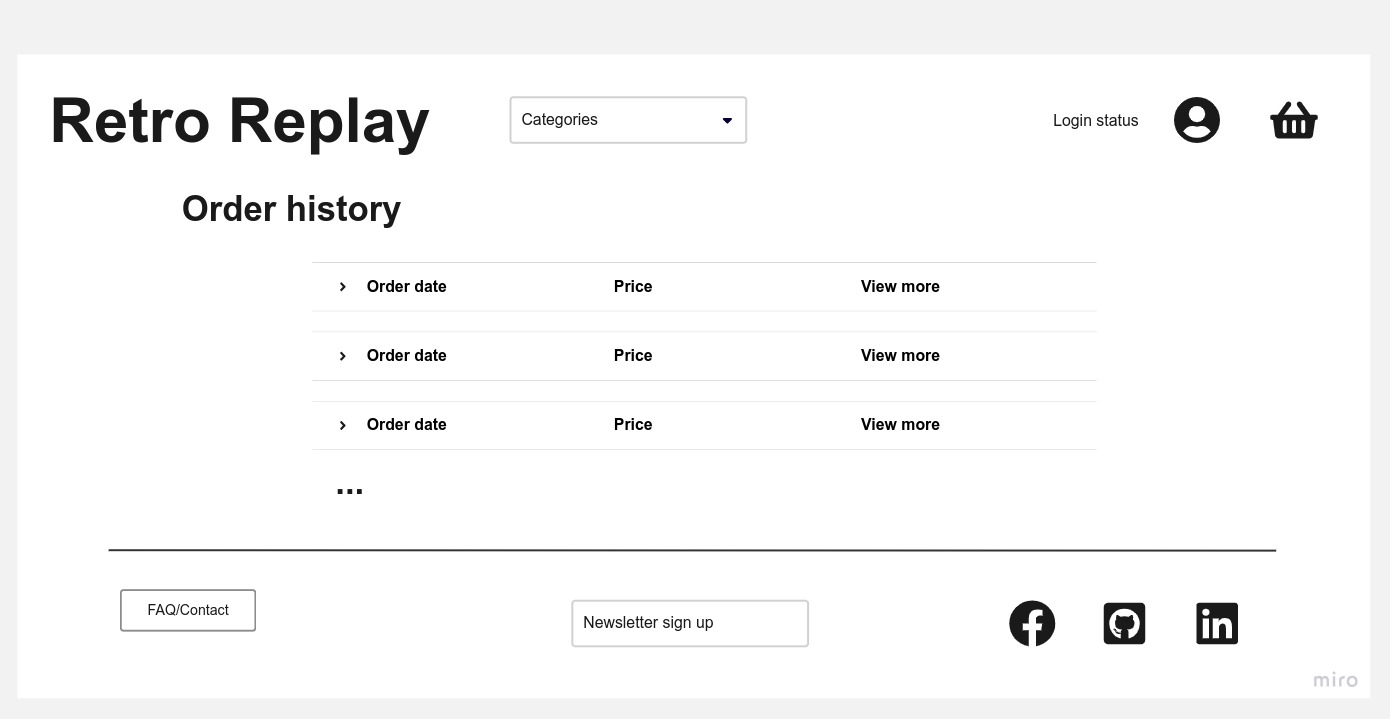 Retro Replay
Categories
Login status
Order history
Order date Price View more
Order date Price View more
Order date Price View more
...
FAQ/Contact
Newsletter sign up
in
miro